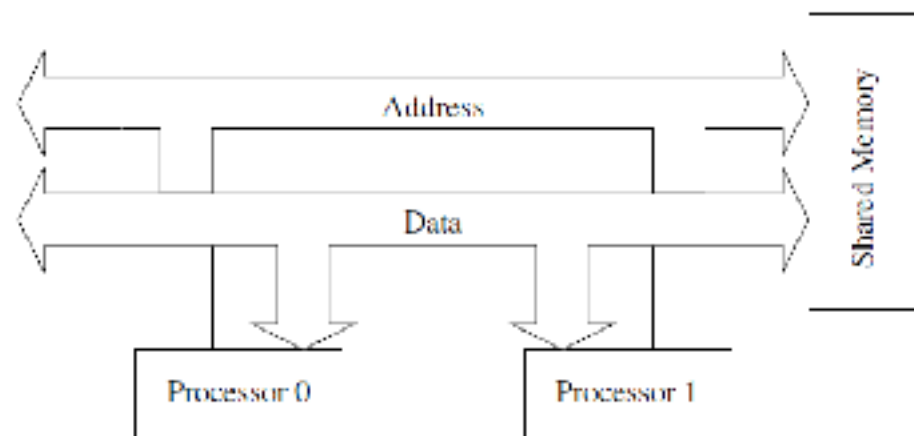 Address
Data
Shared Memory
Processor 0
Processor 1